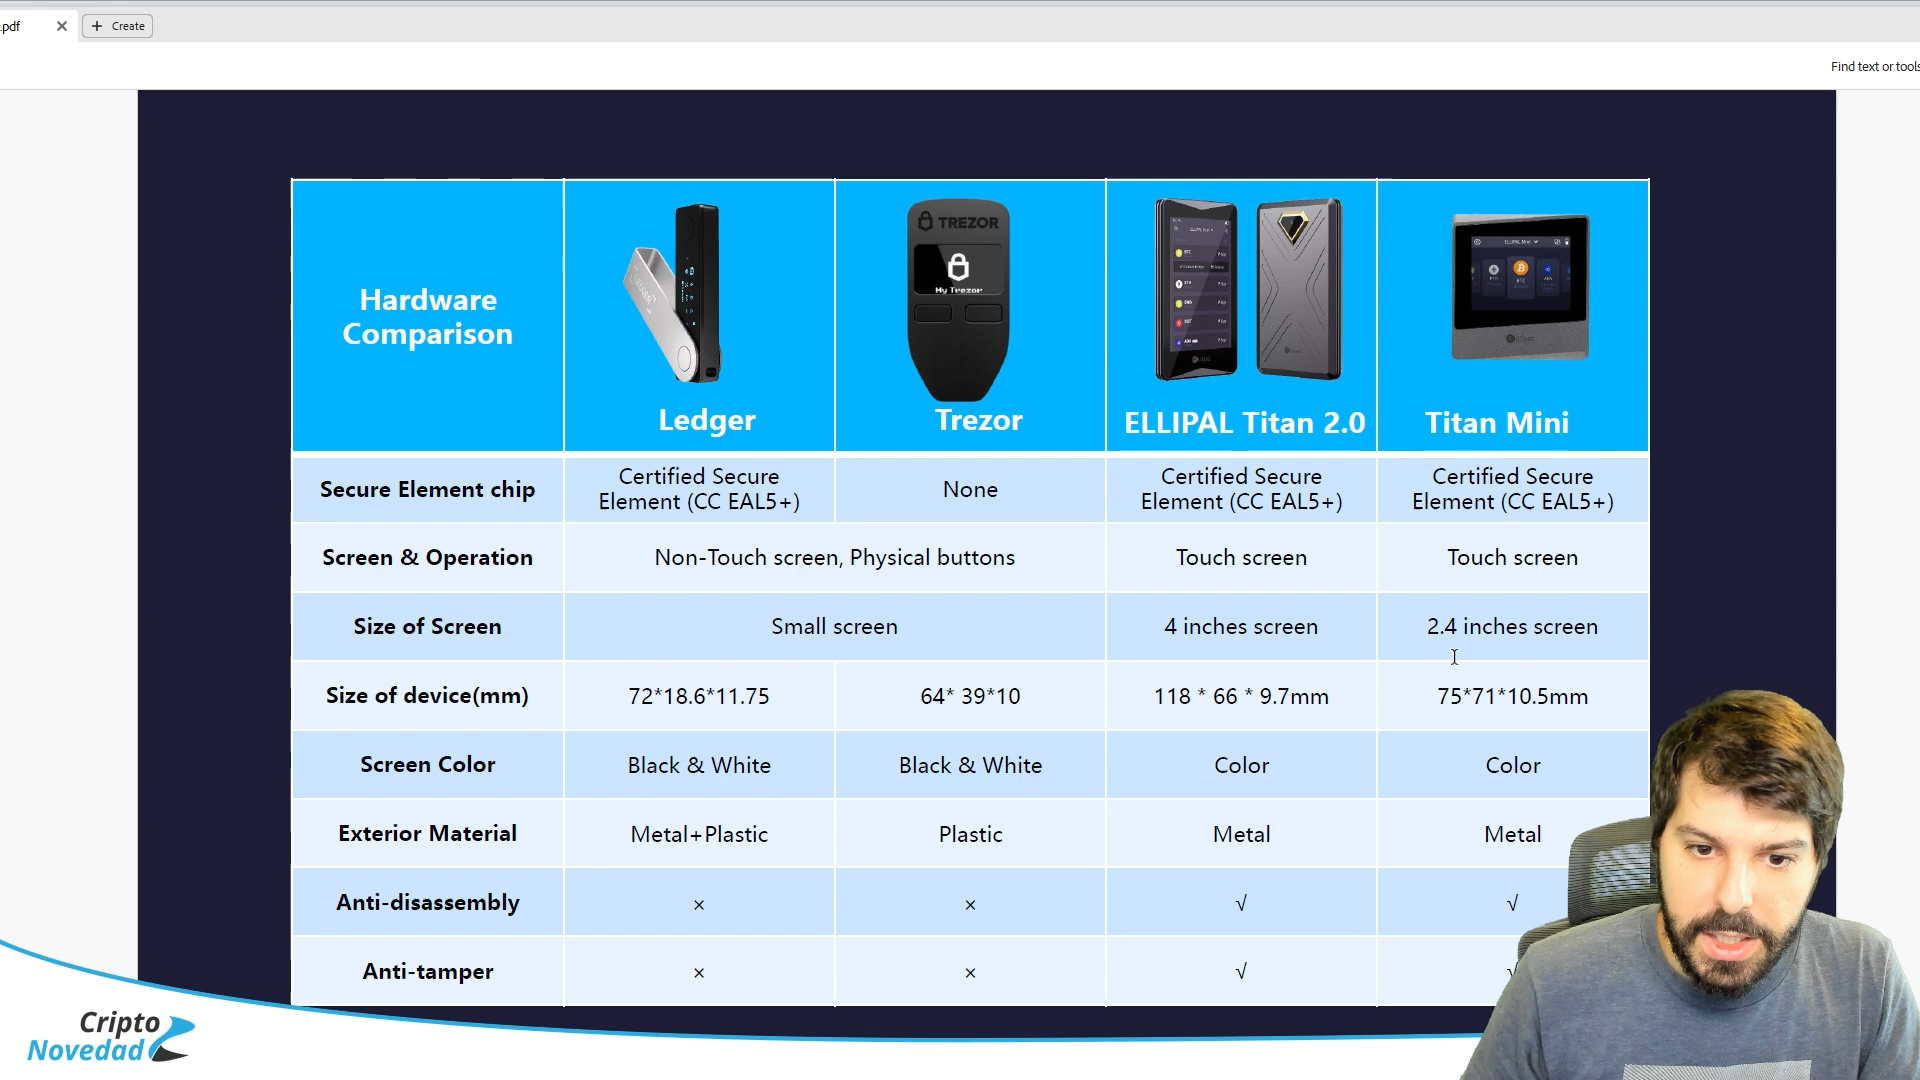 .pdf
Create
Find text or tools
TREZOR
My Trezor
Hardware
Comparison
Ledger
Trezor
ELLIPAL Titan 2.0
Titan Mini
Secure Element chip
Certified Secure
Element (CC EAL5+)
None
Certified Secure
Element (CC EAL5+)
Certified Secure
Element (CC EAL5+)
Screen & Operation
Non-Touch screen, Physical buttons
Touch screen
Touch screen
Size of Screen
Small screen
4 inches screen
2.4 inches screen
Size of device(mm)
72*18.6*11.75
64* 39*10
118 * 66 * 9.7mm
75*71*10.5mm
Screen Color
Black & White
Black & White
Color
Color
Exterior Material
Metal+Plastic
Plastic
Metal
Metal
Anti-disassembly
×
×
√
√
Anti-tamper
×
×
√
√
Cripto
Novedad